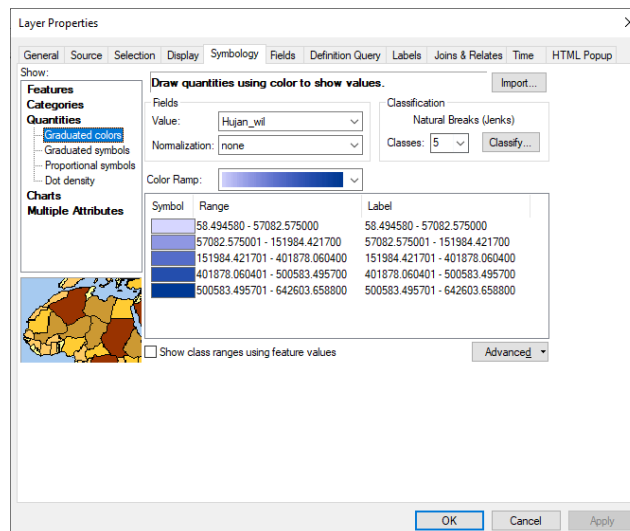 Layer Properties
General Source Selection Display Symbology Fields Definition Query Labels Joins & Relates Time HTML Popup
Show:
Features
Categories
Quantities
Graduated colors
Graduated symbols
Proportional symbols
Dot density
Charts
Multiple Attributes
Draw quantities using color to show values.
Import...
Fields
Value: Hujan_wil
Normalization: none
Classification
Natural Breaks (Jenks)
Classes: 5 Classify...
Color Ramp:
Symbol Range Label
58.494580 - 57082.575000 58.494580 - 57082.575000
57082.575001 - 151984.421700 57082.575001 - 151984.421700
151984.421701 - 401878.060400 151984.421701 - 401878.060400
401878.060401 - 500583.495700 401878.060401 - 500583.495700
500583.495701 - 642603.658800 500583.495701 - 642603.658800
Show class ranges using feature values
Advanced
OK Cancel Apply